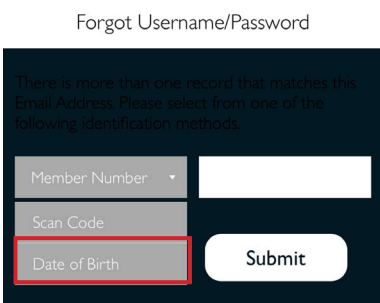 Forgot Username/Password
There is more than one record that matches this
Email Address. Please select from one of the
following identification methods.
Member Number
Scan Code
Date of Birth
Submit